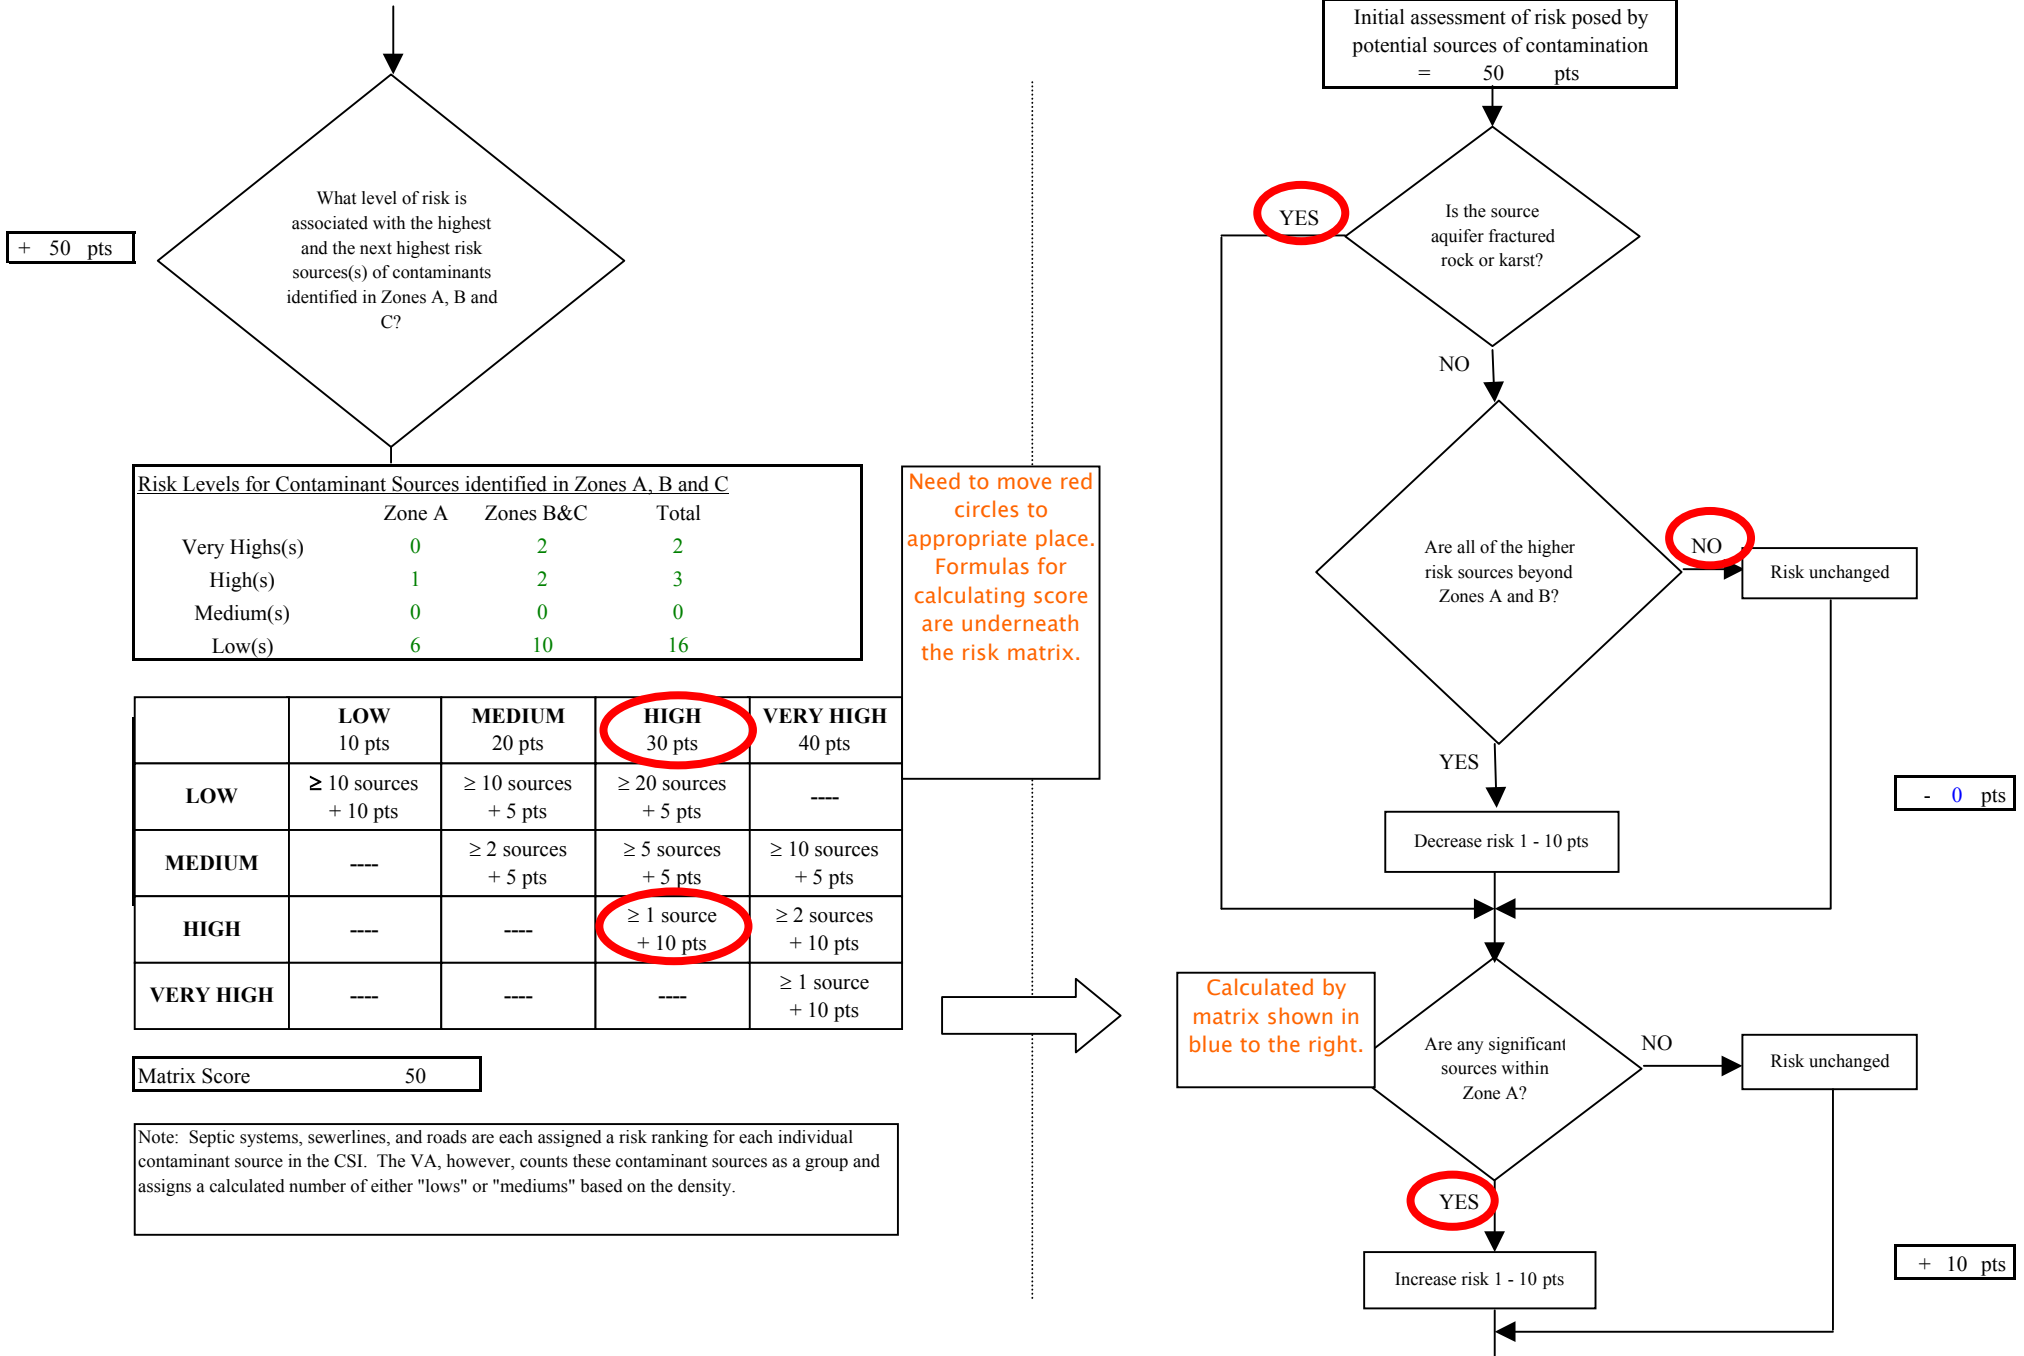 What level of risk is
associated with the highest
and the next highest risk
sources(s) of contaminants
identified in Zones A, B and
C?
+ 50 pts
Risk Levels for Contaminant Sources identified in Zones A, B and C
Zone A Zones B&C Total
Very Highs(s) 0 2 2
High(s) 1 2 3
Medium(s) 0 0 0
Low(s) 6 10 16
LOW MEDIUM HIGH VERY HIGH
10 pts 20 pts 30 pts 40 pts
LOW
≥ 10 sources ≥ 10 sources ≥ 20 sources ----
+ 10 pts + 5 pts + 5 pts
MEDIUM
---- ≥ 2 sources ≥ 5 sources ≥ 10 sources
+ 5 pts + 5 pts + 5 pts
HIGH
---- ---- ≥ 1 source ≥ 2 sources
+ 10 pts + 10 pts
VERY HIGH
---- ---- ---- ≥ 1 source
+ 10 pts
Matrix Score 50
Note: Septic systems, sewerlines, and roads are each assigned a risk ranking for each individual
contaminant source in the CSI. The VA, however, counts these contaminant sources as a group and
assigns a calculated number of either "lows" or "mediums" based on the density.
Need to move red
circles to
appropriate place.
Formulas for
calculating score
are underneath
the risk matrix.
Initial assessment of risk posed by
potential sources of contamination
= 50 pts
YES
Is the source
aquifer fractured
rock or karst?
NO
Are all of the higher
risk sources beyond
Zones A and B?
NO
Risk unchanged
YES
- 0 pts
Decrease risk 1 - 10 pts
Calculated by
matrix shown in
blue to the right.
Are any significant
sources within
Zone A?
NO
Risk unchanged
YES
+ 10 pts
Increase risk 1 - 10 pts